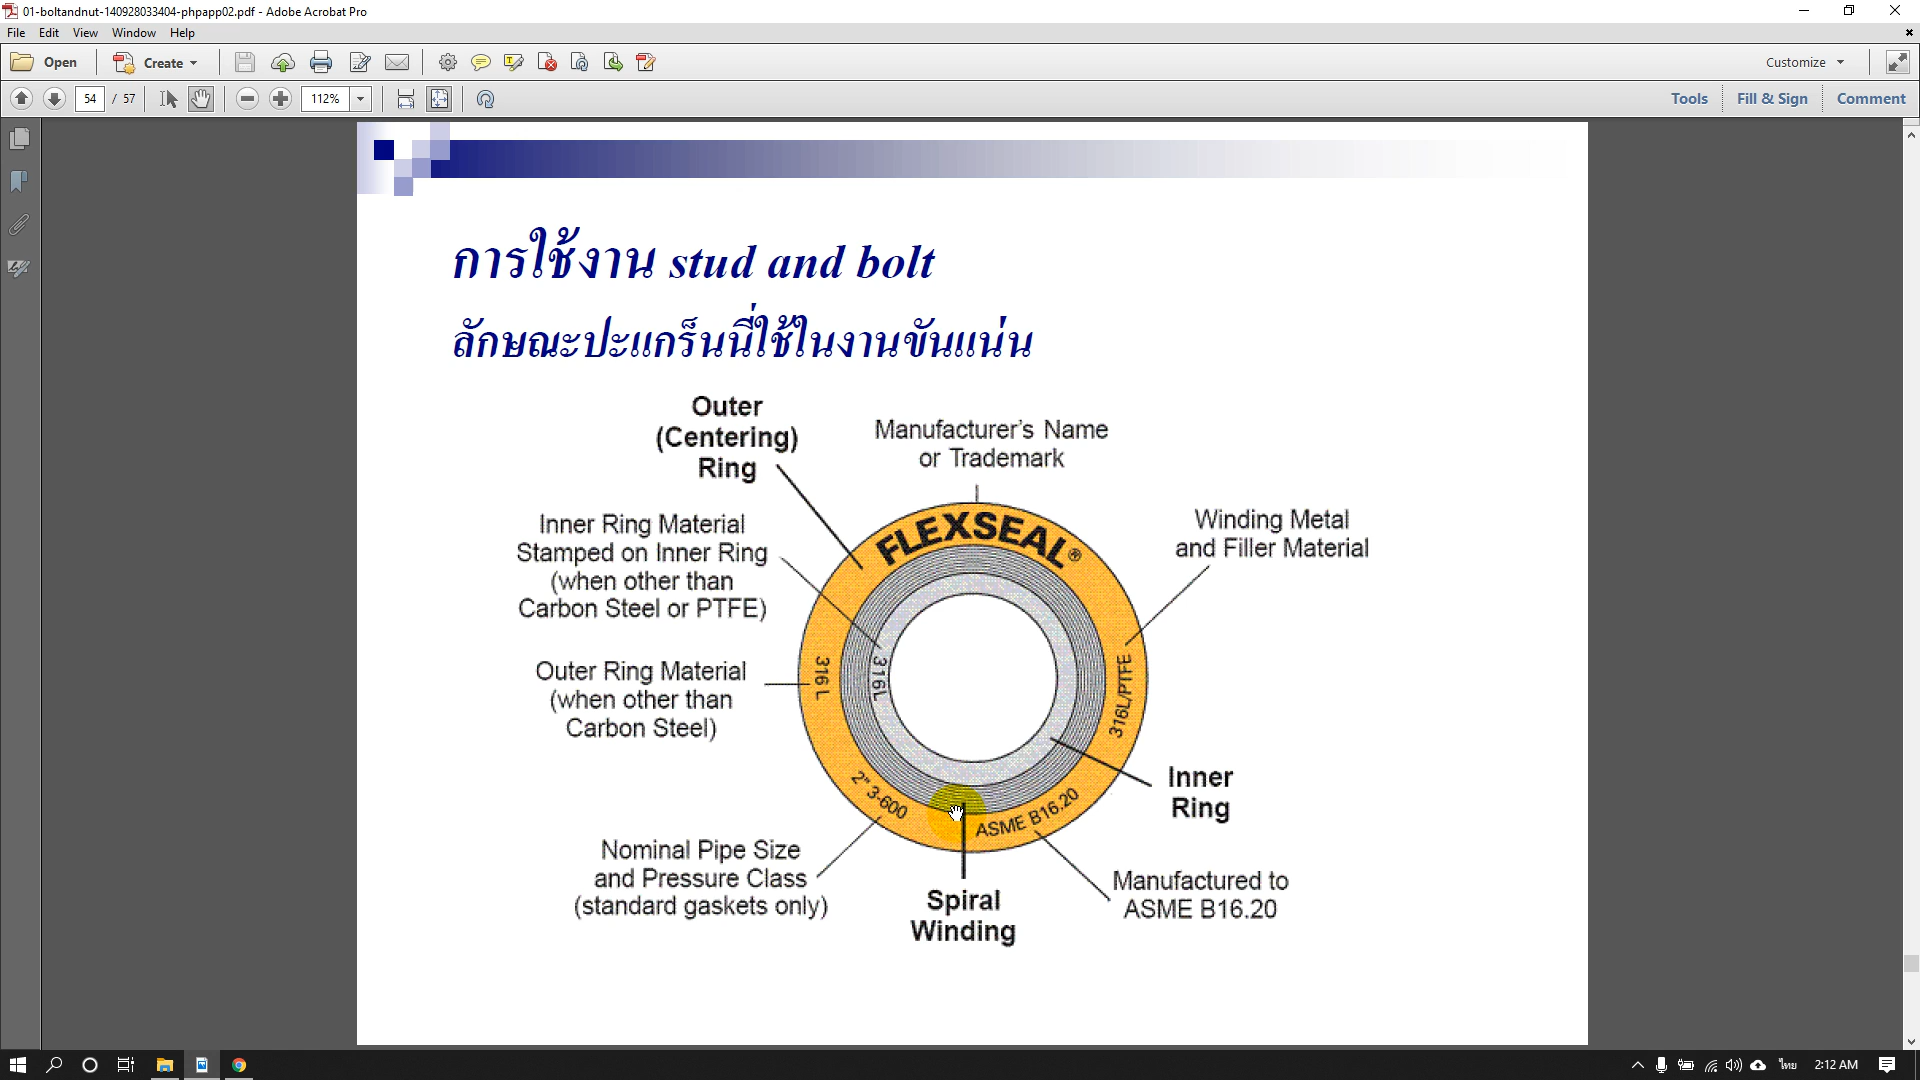 01-boltandnut-140928033404-phpapp02.pdf - Adobe Acrobat Pro
File Edit View Window Help
Open Create Customize
54 / 57 112% Tools Fill & Sign Comment
การใช้งาน stud and bolt
ลักษณะปะแกร็นนี่ใช้ในงานขันแน่น
Outer
(Centering)
Ring
Manufacturer's Name
or Trademark
Inner Ring Material
Stamped on Inner Ring
(when other than
Carbon Steel or PTFE)
Winding Metal
and Filler Material
FLEXSEAL®
Outer Ring Material
(when other than
Carbon Steel)
316 L
316L
316L/PTFE
2" 3-600
ASME B16.20
Inner
Ring
Nominal Pipe Size
and Pressure Class
(standard gaskets only)
Spiral
Winding
Manufactured to
ASME B16.20
ไทย 2:12 AM